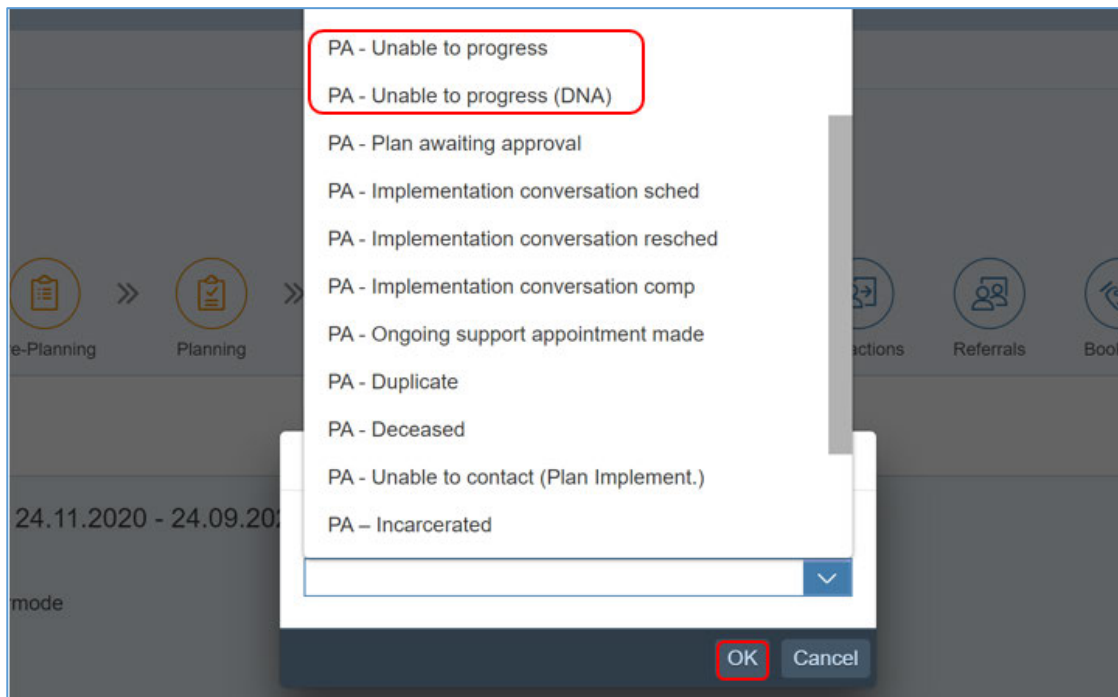 PA - Unable to progress
PA - Unable to progress (DNA)
PA - Plan awaiting approval
PA - Implementation conversation sched
PA - Implementation conversation resched
PA - Implementation conversation comp
PA - Ongoing support appointment made
PA - Duplicate
PA - Deceased
PA - Unable to contact (Plan Implement.)
PA – Incarcerated
e-Planning
Planning
actions
Referrals
Boo
24.11.2020 - 24.09.20
mode
OK
Cancel